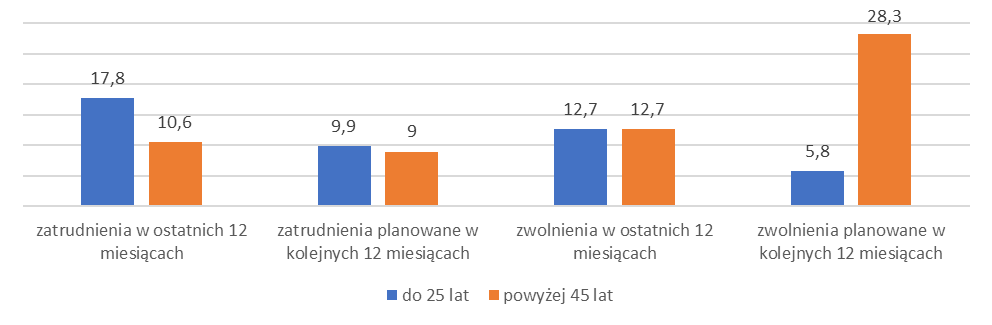 28,3
17,8
10,6
9,9
9
12,7
12,7
5,8
zatrudnienia w ostatnich 12
miesiącach
zatrudnienia planowane w
kolejnych 12 miesiącach
zwolnienia w ostatnich 12
miesiącach
zwolnienia planowane w
kolejnych 12 miesiącach
do 25 lat
powyżej 45 lat